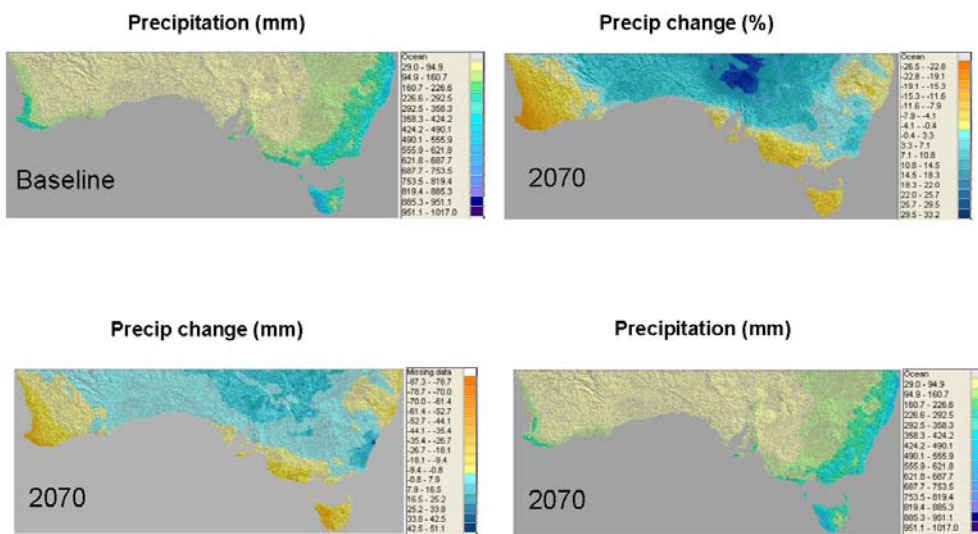 Precipitation (mm)
Ocean
29.0 - 94.9
94.9 - 160.7
160.7 - 226.6
226.6 - 292.5
292.5 - 358.3
358.3 - 424.2
424.2 - 490.1
490.1 - 555.9
555.9 - 621.8
621.8 - 687.7
687.7 - 753.5
753.5 - 819.4
819.4 - 885.3
885.3 - 951.1
951.1 - 1017.0
Baseline
Precip change (%)
Ocean
-26.5 - -22.8
-22.8 - -19.1
-19.1 - -15.3
-15.3 - -11.6
-11.6 - -7.9
-7.9 - -4.1
-4.1 - -0.4
-0.4 - 3.3
3.3 - 7.1
7.1 - 10.8
10.8 - 14.5
14.5 - 18.3
18.3 - 22.0
22.0 - 25.7
25.7 - 29.5
29.5 - 33.2
2070
Precip change (mm)
Missing data
-87.3 - -78.7
-78.7 - -70.0
-70.0 - -61.4
-61.4 - -52.7
-52.7 - -44.1
-44.1 - -35.4
-35.4 - -26.7
-26.7 - -18.1
-18.1 - -9.4
-9.4 - -0.8
-0.8 - 7.9
7.9 - 16.5
16.5 - 25.2
25.2 - 33.8
33.8 - 42.5
42.5 - 51.1
2070
Precipitation (mm)
Ocean
29.0 - 94.9
94.9 - 160.7
160.7 - 226.6
226.6 - 292.5
292.5 - 358.3
358.3 - 424.2
424.2 - 490.1
490.1 - 555.9
555.9 - 621.8
621.8 - 687.7
687.7 - 753.5
753.5 - 819.4
819.4 - 885.3
885.3 - 951.1
951.1 - 1017.0
2070